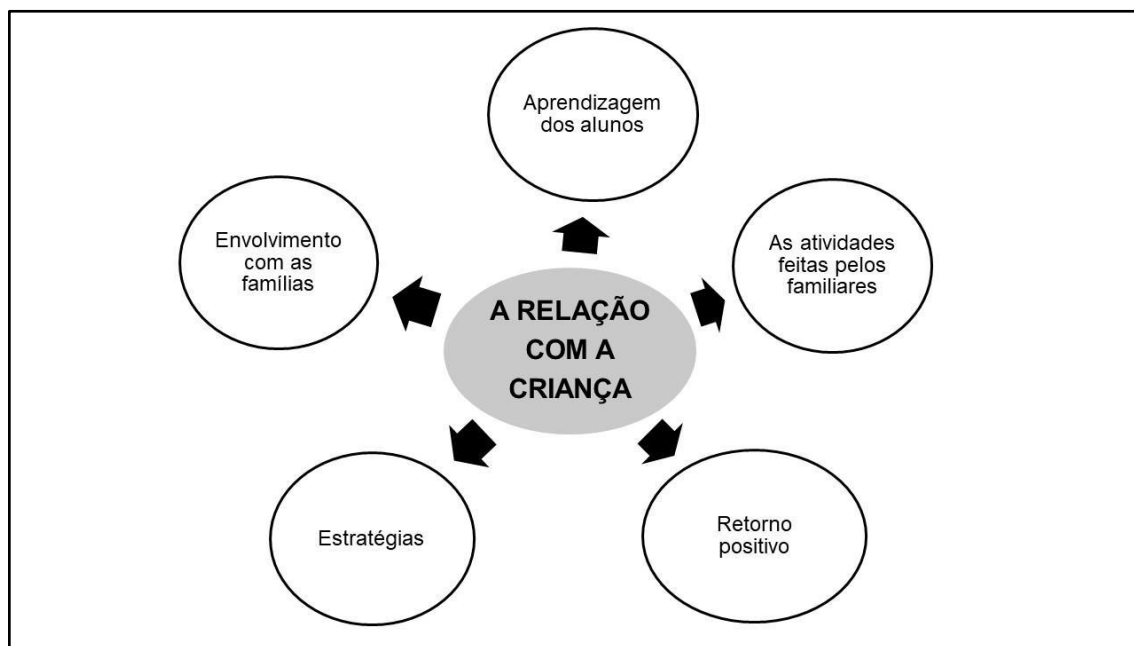 Aprendizagem
dos alunos
Envolvimento
com as
famílias
As atividades
feitas pelos
familiares
A RELAÇÃO
COM A
CRIANÇA
Estratégias
Retorno
positivo